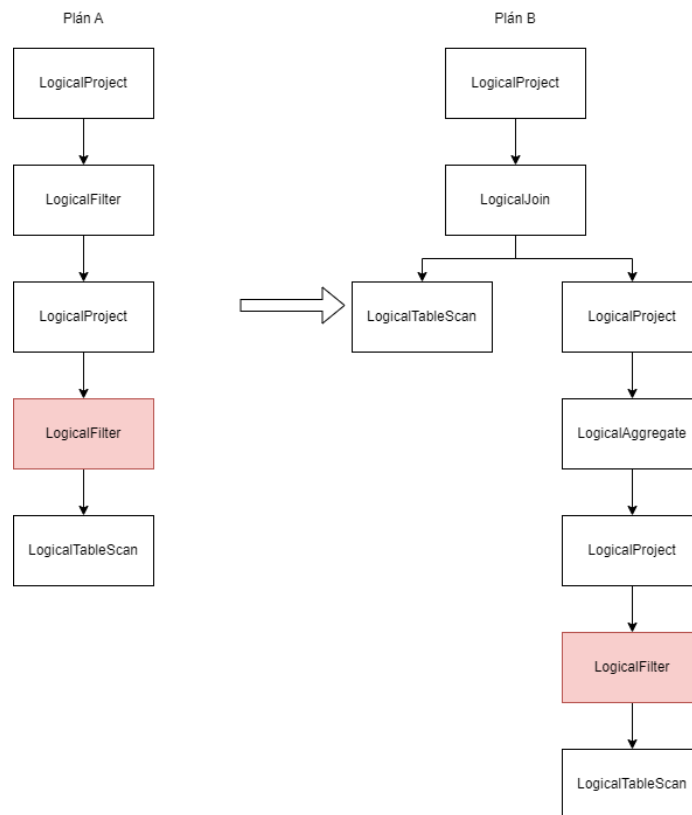 Plán A
LogicalProject
LogicalFilter
LogicalProject
LogicalFilter
LogicalTableScan
Plán B
LogicalProject
LogicalJoin
LogicalTableScan
LogicalProject
LogicalAggregate
LogicalProject
LogicalFilter
LogicalTableScan